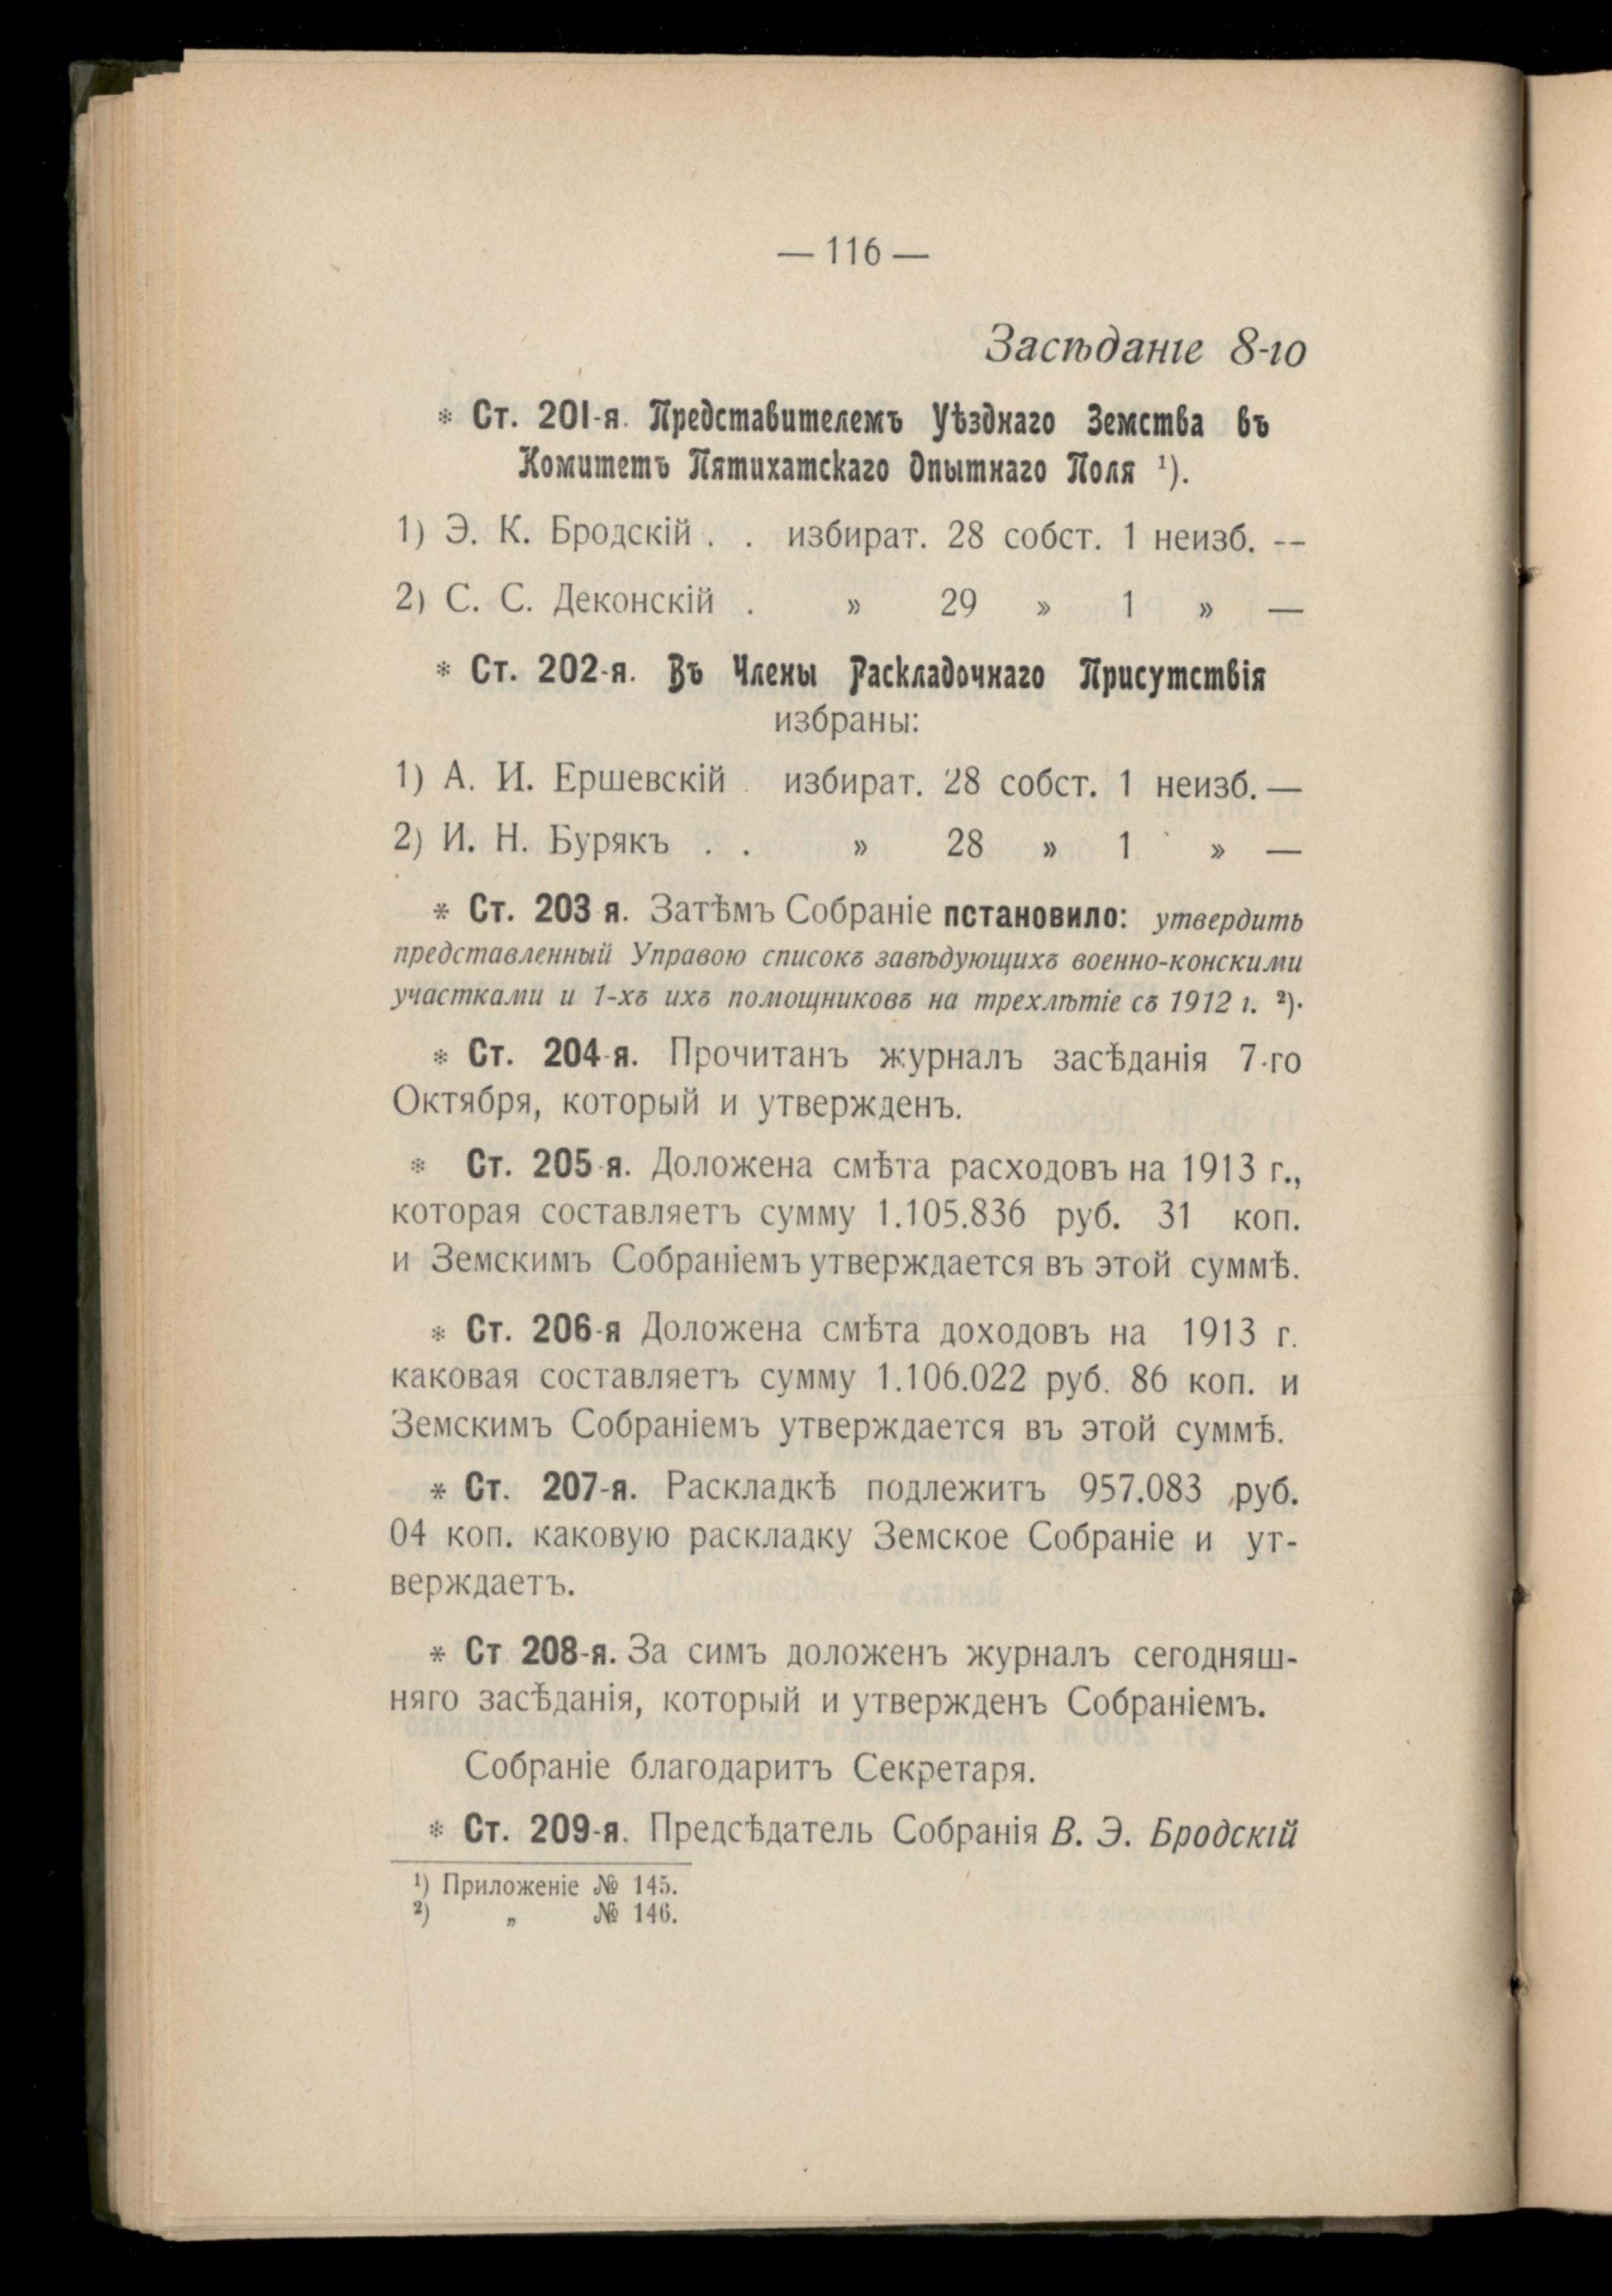 — 116 —
Засѣданіе 8-го
* Ст. 201-я. Представителемъ Уѣзднаго Земства въ
Комитетъ Пятихатскаго Опытнаго Поля ¹).
1) Э. К. Бродскій . . избират. 28 собст. 1 неизб. --
2) С. С. Деконскій . » 29 » 1 » —
* Ст. 202-я. Въ Члены Раскладочнаго Присутствія
избраны:
1) А. И. Ершевскій . избират. 28 собст. 1 неизб. —
2) И. Н. Бурякъ . . » 28 » 1 » —
* Ст. 203 я. Затѣмъ Собраніе пстановило: утвердить
представленный Управою списокъ завѣдующихъ военно-конскими
участками и 1-хъ ихъ помощниковъ на трехлѣтіе съ 1912 г. ²).
* Ст. 204-я. Прочитанъ журналъ засѣданія 7-го
Октября, который и утвержденъ.
* Ст. 205-я. Доложена смѣта расходовъ на 1913 г.,
которая составляетъ сумму 1.105.836 руб. 31 коп.
и Земскимъ Собраніемъ утверждается въ этой суммѣ.
* Ст. 206-я Доложена смѣта доходовъ на 1913 г.
каковая составляетъ сумму 1.106.022 руб. 86 коп. и
Земскимъ Собраніемъ утверждается въ этой суммѣ.
* Ст. 207-я. Раскладкѣ подлежитъ 957.083 руб.
04 коп. каковую раскладку Земское Собраніе и ут-
верждаетъ.
* Ст 208-я. За симъ доложенъ журналъ сегодняш-
няго засѣданія, который и утвержденъ Собраніемъ.
Собраніе благодаритъ Секретаря.
* Ст. 209-я. Предсѣдатель Собранія В. Э. Бродскій
¹) Приложеніе № 145.
²) „ № 146.